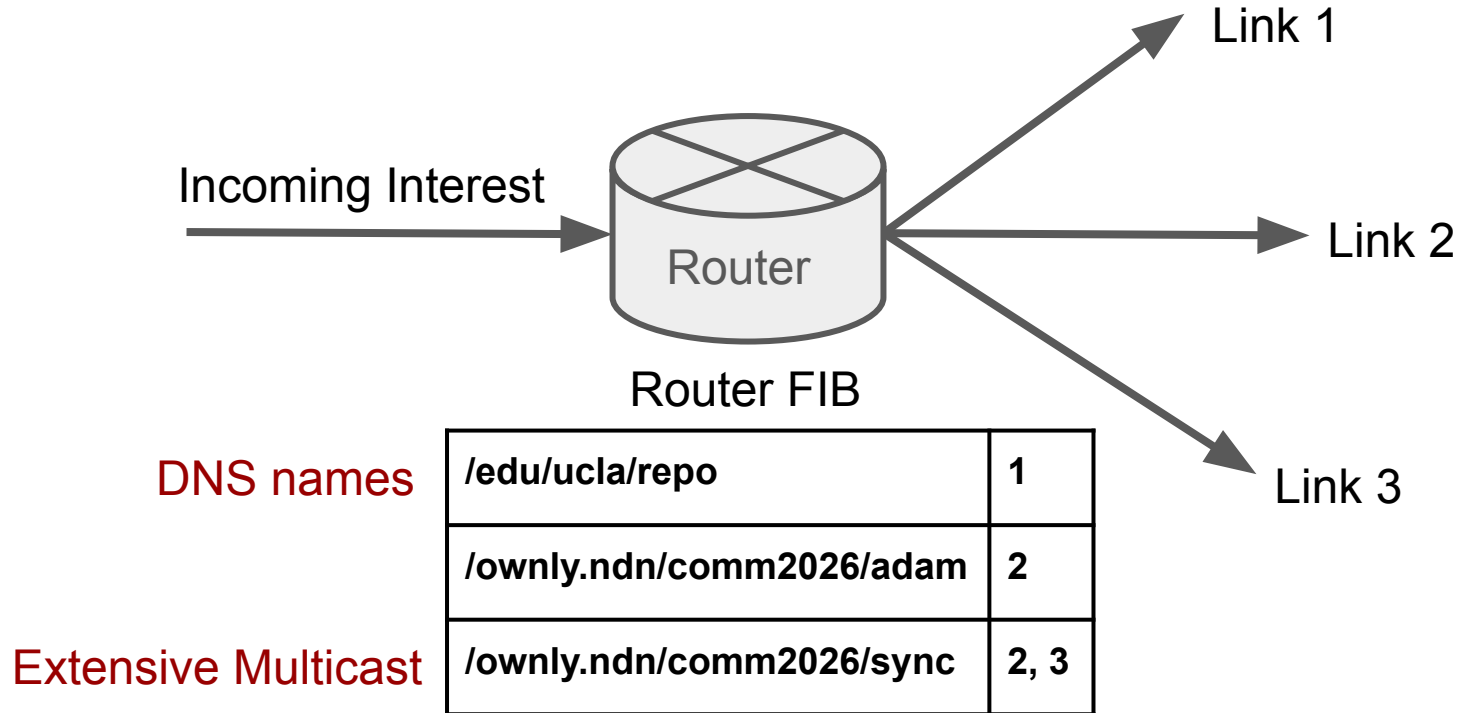 Link 1
Incoming Interest
Link 2
Router
Router FIB
Link 3
DNS names
/edu/ucla/repo 1
/ownly.ndn/comm2026/adam 2
Extensive Multicast
/ownly.ndn/comm2026/sync 2, 3